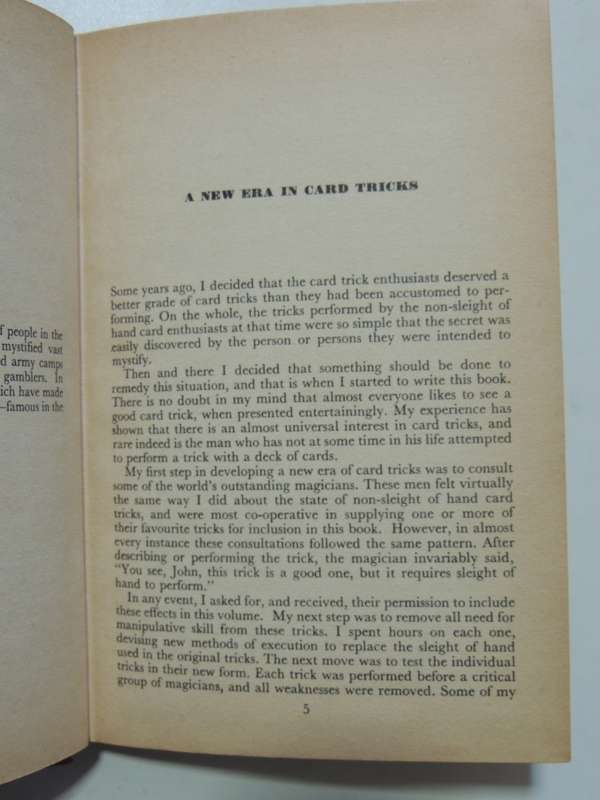 f people in the
mystified vast
d army camps
gamblers. In
ich have made
—famous in the
A NEW ERA IN CARD TRICKS
Some years ago, I decided that the card trick enthusiasts deserved a
better grade of card tricks than they had been accustomed to per-
forming. On the whole, the tricks performed by the non-sleight of
hand card enthusiasts at that time were so simple that the secret was
easily discovered by the person or persons they were intended to
mystify.
Then and there I decided that something should be done to
remedy this situation, and that is when I started to write this book.
There is no doubt in my mind that almost everyone likes to see a
good card trick, when presented entertainingly. My experience has
shown that there is an almost universal interest in card tricks, and
rare indeed is the man who has not at some time in his life attempted
to perform a trick with a deck of cards.
My first step in developing a new era of card tricks was to consult
some of the world's outstanding magicians. These men felt virtually
the same way I did about the state of non-sleight of hand card
tricks, and were most co-operative in supplying one or more of
their favourite tricks for inclusion in this book. However, in almost
every instance these consultations followed the same pattern. After
describing or performing the trick, the magician invariably said,
"You see, John, this trick is a good one, but it requires sleight of
hand to perform."
In any event, I asked for, and received, their permission to include
these effects in this volume. My next step was to remove all need for
manipulative skill from these tricks. I spent hours on each one,
devising new methods of execution to replace the sleight of hand
used in the original tricks. The next move was to test the individual
tricks in their new form. Each trick was performed before a critical
group of magicians, and all weaknesses were removed. Some of my
5